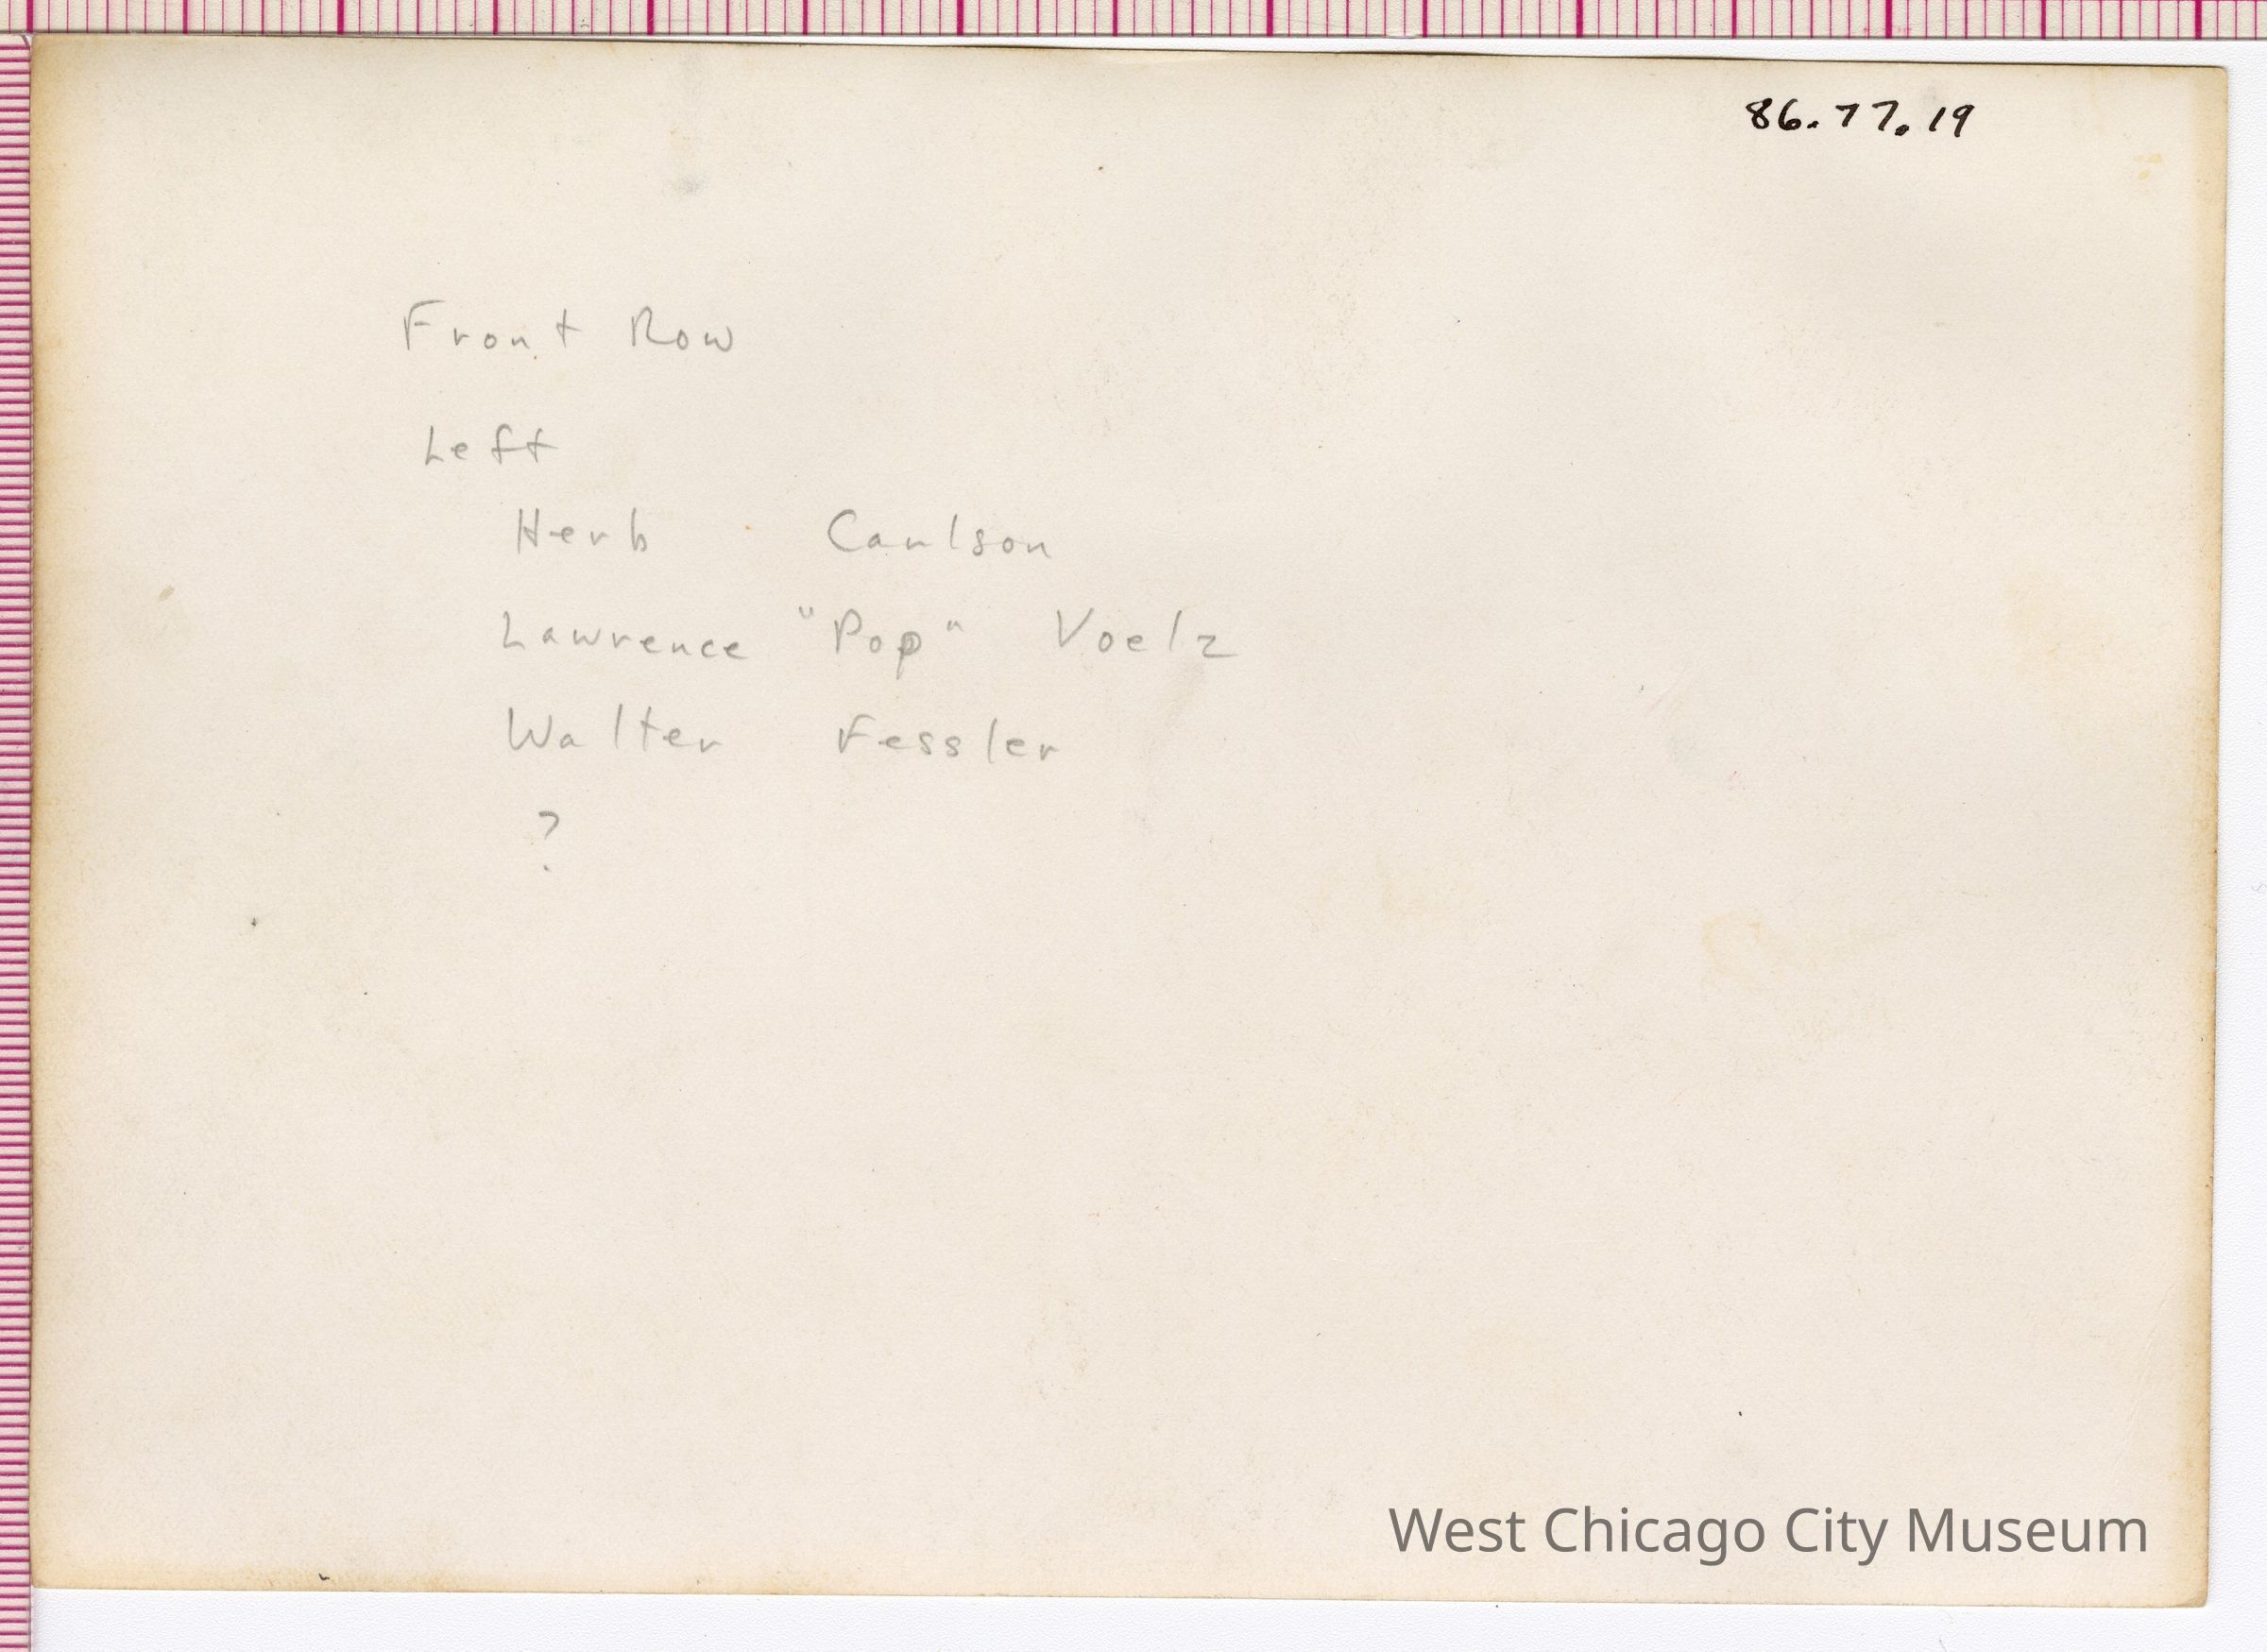 86.77.19
Front Row
Left
Herb Carlson
Lawrence "Pop" Voelz
Walter Fessler
?
West Chicago City Museum